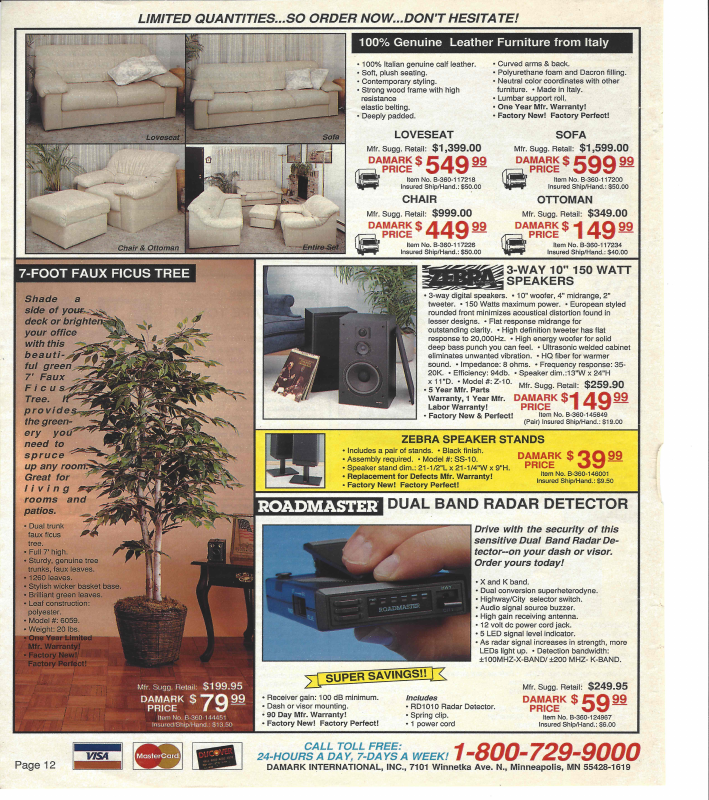 LIMITED QUANTITIES...SO ORDER NOW...DON'T HESITATE!
Loveseat
Sofa
Chair & Ottoman
Entire Set
100% Genuine Leather Furniture from Italy
• 100% Italian genuine calf leather.
• Soft, plush seating.
• Contemporary styling.
• Strong wood frame with high
resistance
elastic belting.
• Deeply padded.
• Curved arms & back.
• Polyurethane foam and Dacron filling.
• Neutral color coordinates with other
furniture. • Made in Italy.
• Lumbar support roll.
• One Year Mfr. Warranty!
• Factory New! Factory Perfect!
LOVESEAT
Mfr. Sugg. Retail: $1,399.00
DAMARK PRICE $549.99
Item No. B-360-117218
Insured Ship/Hand.: $50.00
SOFA
Mfr. Sugg. Retail: $1,599.00
DAMARK PRICE $599.99
Item No. B-360-117200
Insured Ship/Hand.: $50.00
CHAIR
Mfr. Sugg. Retail: $999.00
DAMARK PRICE $449.99
Item No. B-360-117226
Insured Ship/Hand.: $50.00
OTTOMAN
Mfr. Sugg. Retail: $349.00
DAMARK PRICE $149.99
Item No. B-360-117234
Insured Ship/Hand.: $40.00
7-FOOT FAUX FICUS TREE
Shade a
side of your
deck or brighten
your office
with this
beauti-
ful green
7' Faux
Ficus
Tree. It
provides
the green-
ery you
need to
spruce
up any room.
Great for
living
rooms and
patios.
• Dual trunk
faux ficus
tree.
• Full 7' high.
• Sturdy, genuine tree
trunks, faux leaves.
• 1260 leaves.
• Stylish wicker basket base.
• Brilliant green leaves.
• Leaf construction:
polyester.
• Model #: 6059.
• Weight: 20 lbs.
• One Year Limited
Mfr. Warranty!
• Factory New!
Factory Perfect!
Mfr. Sugg. Retail: $199.95
DAMARK PRICE $79.99
Item No. B-360-144451
Insured Ship/Hand.: $13.50
ZEBRA
3-WAY 10" 150 WATT
SPEAKERS
• 3-way digital speakers. • 10" woofer, 4" midrange, 2"
tweeter. • 150 Watts maximum power. • European styled
rounded front minimizes acoustical distortion found in
lesser designs. • Flat response midrange for
outstanding clarity. • High definition tweeter has flat
response to 20,000Hz. • High energy woofer for solid
deep bass punch you can feel. • Ultrasonic welded cabinet
eliminates unwanted vibration. • HQ fiber for warmer
sound. • Impedance: 8 ohms. • Frequency response: 35-
20K. • Efficiency: 94db. • Speaker dim.:13"W x 24"H
x 11"D. • Model #: Z-10.
• 5 Year Mfr. Parts
Warranty, 1 Year Mfr.
Labor Warranty!
• Factory New & Perfect!
Mfr. Sugg. Retail: $259.90
DAMARK PRICE $149.99
Item No. B-360-145849
(Pair) Insured Ship/Hand.: $19.00
ZEBRA SPEAKER STANDS
• Includes a pair of stands. • Black finish.
• Assembly required. • Model #: SS-10.
• Speaker stand dim.: 21-1/2"L x 21-1/4"W x 9"H.
• Replacement for Defects Mfr. Warranty!
• Factory New! Factory Perfect!
DAMARK PRICE $39.99
Item No. B-360-146001
Insured Ship/Hand.: $9.50
ROADMASTER DUAL BAND RADAR DETECTOR
ROADMASTER
Drive with the security of this
sensitive Dual Band Radar De-
tector--on your dash or visor.
Order yours today!
• X and K band.
• Dual conversion superheterodyne.
• Highway/City selector switch.
• Audio signal source buzzer.
• High gain receiving antenna.
• 12 volt dc power cord jack.
• 5 LED signal level indicator.
• As radar signal increases in strength, more
LEDs light up. • Detection bandwidth:
±100MHZ-X-BAND/ ±200 MHZ- K-BAND.
SUPER SAVINGS!!
• Receiver gain: 100 dB minimum.
• Dash or visor mounting.
• 90 Day Mfr. Warranty!
• Factory New! Factory Perfect!
Includes
• RD1010 Radar Detector.
• Spring clip.
• 1 power cord
Mfr. Sugg. Retail: $249.95
DAMARK PRICE $59.99
Item No. B-360-124867
Insured Ship/Hand.: $6.00
Page 12
VISA
MasterCard
DISCOVER
CALL TOLL FREE:
24-HOURS A DAY, 7-DAYS A WEEK! 1-800-729-9000
DAMARK INTERNATIONAL, INC., 7101 Winnetka Ave. N., Minneapolis, MN 55428-1619